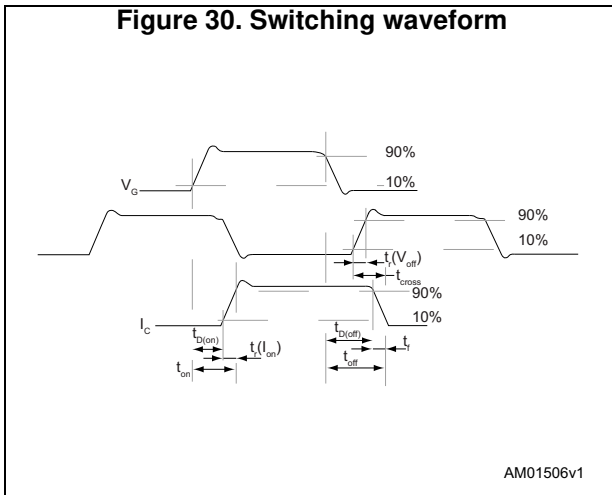 Figure 30. Switching waveform
90%
V_G
10%
90%
10%
t_r(V_off)
t_cross
90%
I_C
10%
t_D(on)
t_D(off)
t_f
t_r(I_on)
t_on
t_off
AM01506v1